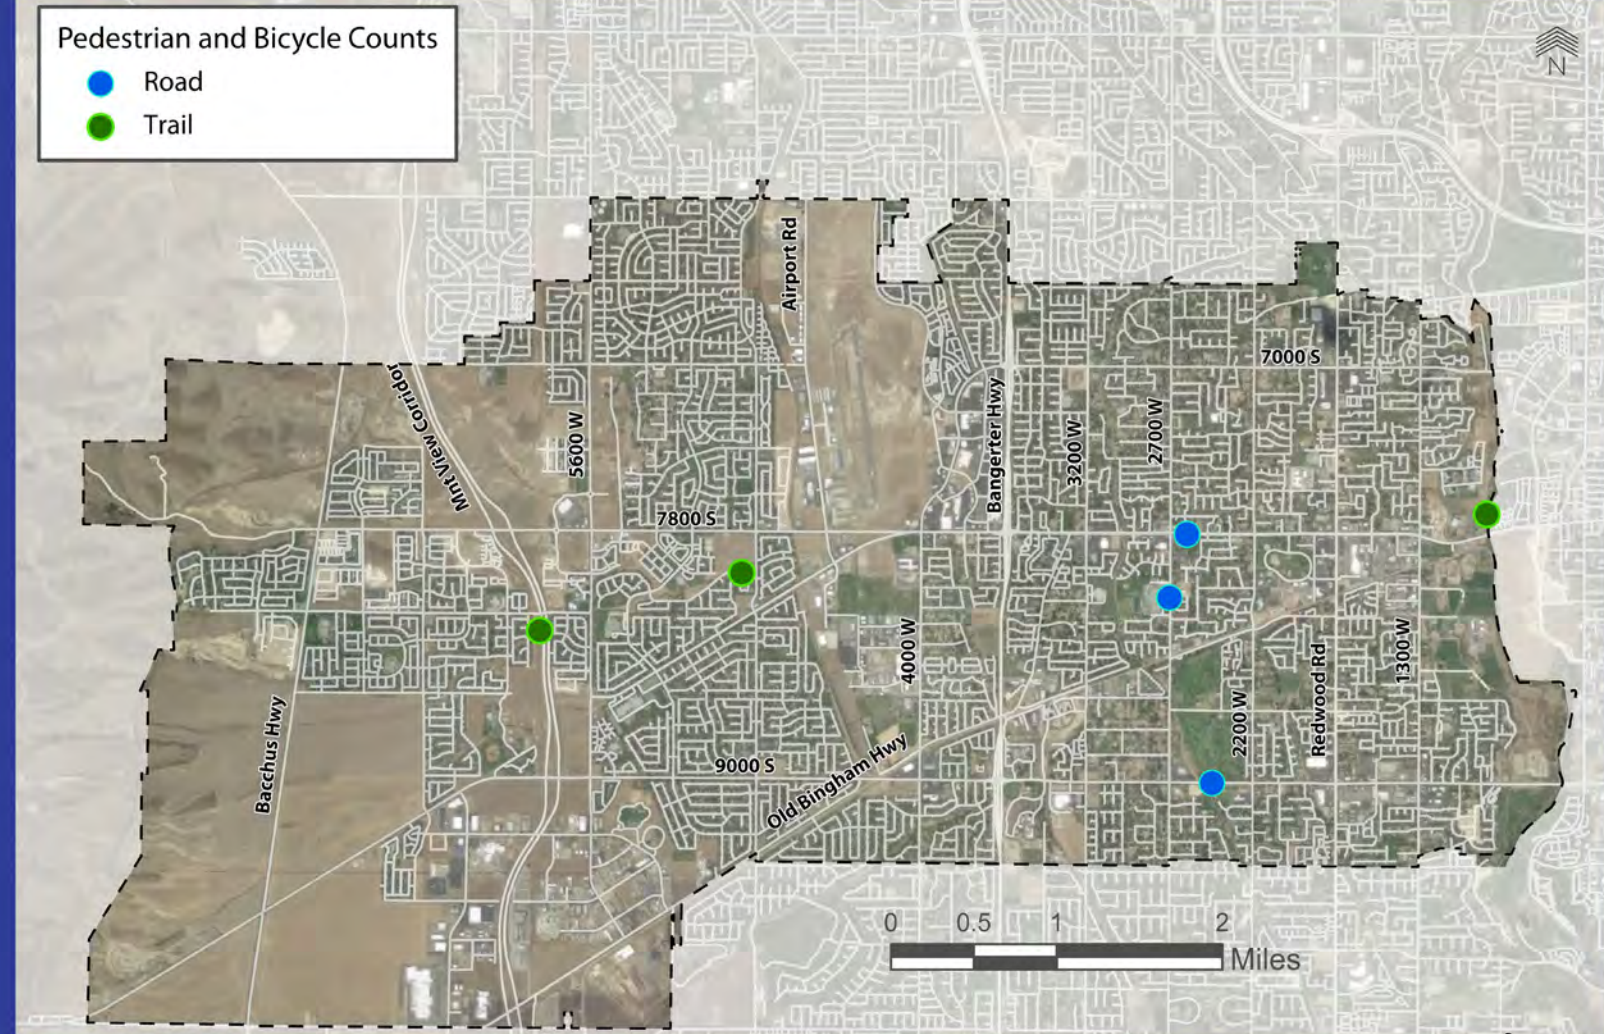 Pedestrian and Bicycle Counts
Road
Trail
N
Airport Rd
7000 S
Mnt View Corridor
5600 W
Bangerter Hwy
3200 W
2700 W
7800 S
4000 W
1300 W
Redwood Rd
2200 W
Bacchus Hwy
9000 S
Old Bingham Hwy
0 0.5 1 2
Miles